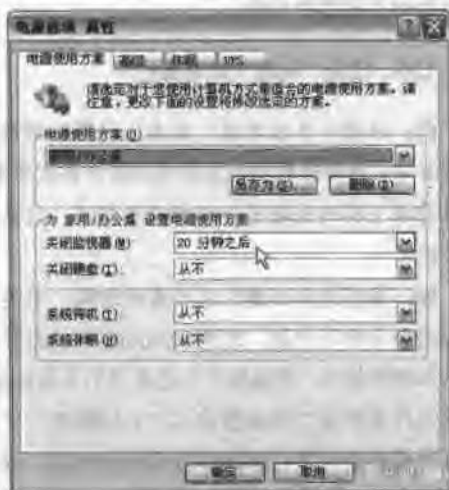 电源选项 属性
电源使用方案 高级 休眠 UPS
请选定对于您使用计算机方式最适合的电源使用方案。请
注意，更改下面的设置将修改选定的方案。
电源使用方案(O)
家用/办公桌
另存为(S)... 删除(D)
为 家用/办公桌 设置电源使用方案
关闭监视器(M) 20 分钟之后
关闭硬盘(I) 从不
系统待机(T) 从不
系统休眠(H) 从不
确定 取消